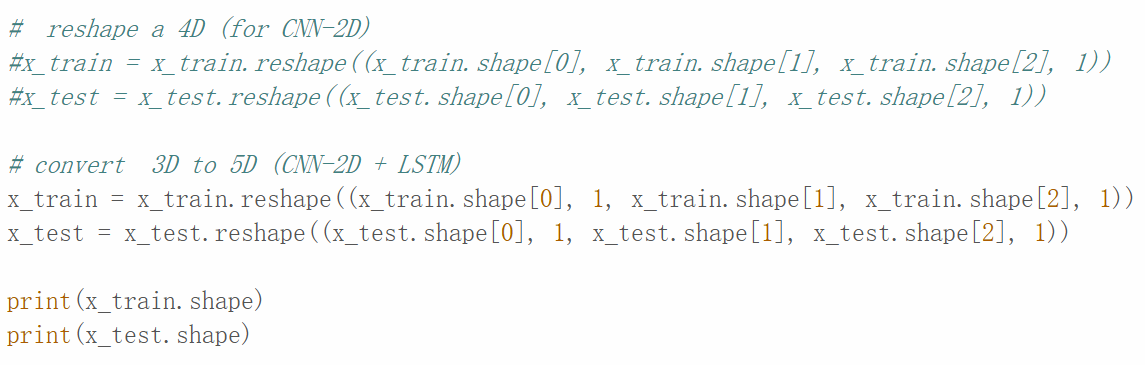 #  reshape a 4D (for CNN-2D)
#x_train = x_train.reshape((x_train.shape[0], x_train.shape[1], x_train.shape[2], 1))
#x_test = x_test.reshape((x_test.shape[0], x_test.shape[1], x_test.shape[2], 1))
# convert  3D to 5D (CNN-2D + LSTM)
x_train = x_train.reshape((x_train.shape[0], 1, x_train.shape[1], x_train.shape[2], 1))
x_test = x_test.reshape((x_test.shape[0], 1, x_test.shape[1], x_test.shape[2], 1))
print(x_train.shape)
print(x_test.shape)